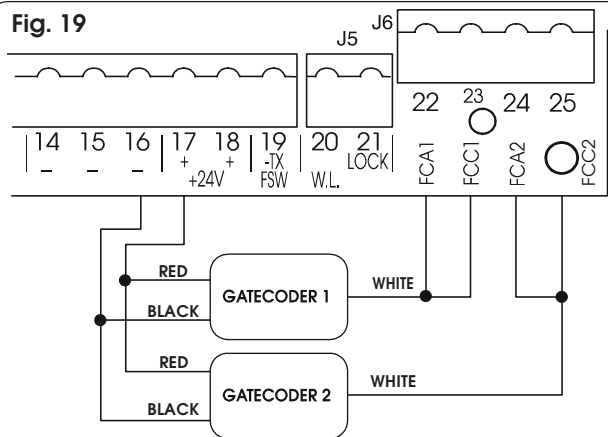 Fig. 19
J5
J6
22 23 24 25
14 15 16 17 18 19 20 21
– – – + + -TX LOCK
+24V FSW W.L.
FCA1 FCC1 FCA2 FCC2
RED
GATECODER 1
WHITE
BLACK
RED
GATECODER 2
WHITE
BLACK